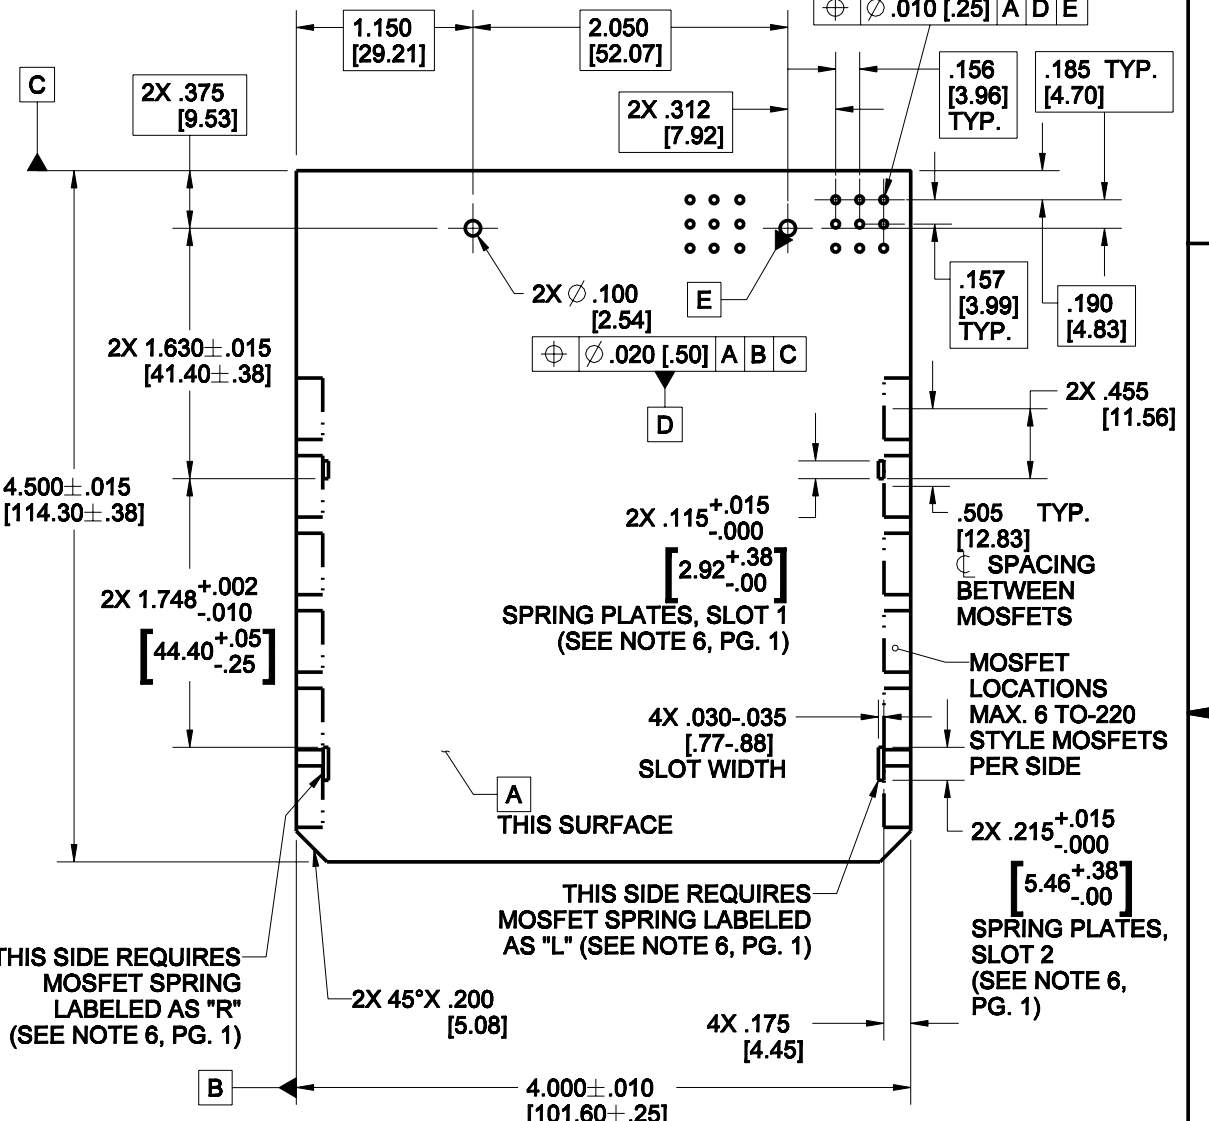 1.150
[29.21]
2.050
[52.07]
⌖ ∅ .010 [.25] A D E
C
2X .375
[9.53]
2X .312
[7.92]
.156
[3.96]
TYP.
.185 TYP.
[4.70]
2X ∅ .100
[2.54]
⌖ ∅ .020 [.50] A B C
E
D
.157
[3.99]
TYP.
.190
[4.83]
2X 1.630±.015
[41.40±.38]
2X .455
[11.56]
4.500±.015
[114.30±.38]
2X .115 +.015
-.000
[2.92 +.38
-.00]
SPRING PLATES, SLOT 1
(SEE NOTE 6, PG. 1)
.505 TYP.
[12.83]
℄ SPACING
BETWEEN
MOSFETS
2X 1.748 +.002
-.010
[44.40 +.05
-.25]
MOSFET
LOCATIONS
MAX. 6 TO-220
STYLE MOSFETS
PER SIDE
4X .030-.035
[.77-.88]
SLOT WIDTH
A
THIS SURFACE
2X .215 +.015
-.000
[5.46 +.38
-.00]
SPRING PLATES,
SLOT 2
(SEE NOTE 6,
PG. 1)
THIS SIDE REQUIRES
MOSFET SPRING LABELED
AS "L" (SEE NOTE 6, PG. 1)
THIS SIDE REQUIRES
MOSFET SPRING
LABELED AS "R"
(SEE NOTE 6, PG. 1)
2X 45°X .200
[5.08]
4X .175
[4.45]
B
4.000±.010
[101.60±.25]